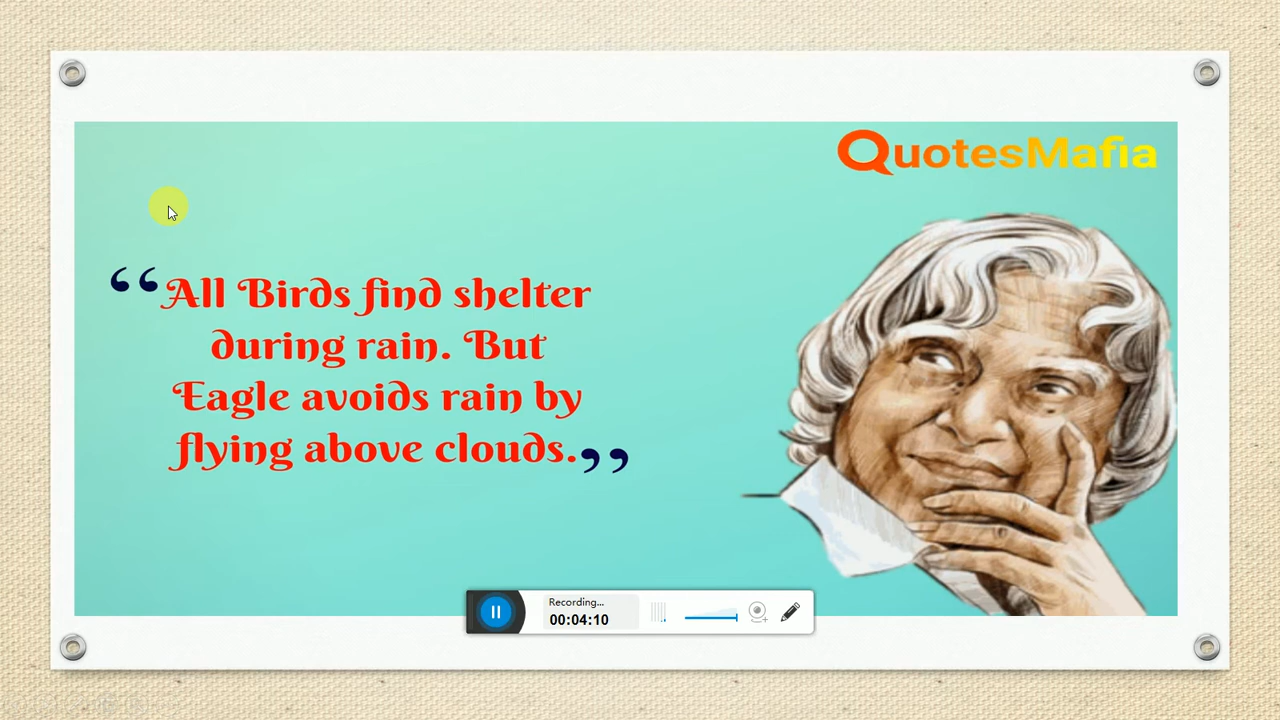 QuotesMafia
“All Birds find shelter
during rain. But
Eagle avoids rain by
flying above clouds.”
Recording...
00:04:10